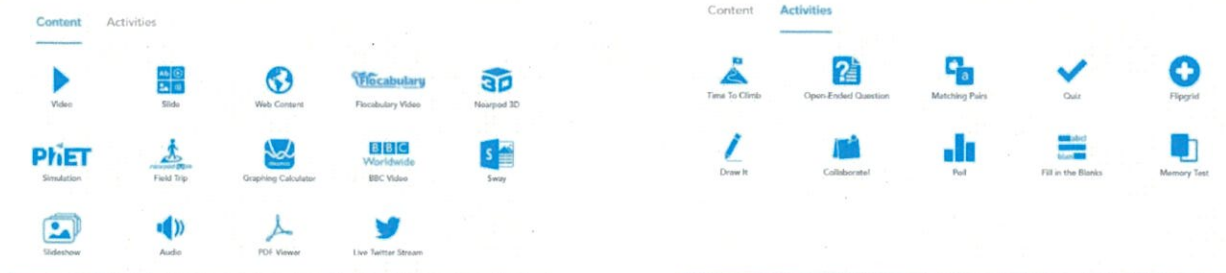 Content Activities
Video Slide Web Content Flocabulary Flocabulary Video 3D Nearpod 3D
PhET Simulation Field Trip Graphing Calculator BBC Worldwide BBC Video S Sway
Slideshow Audio PDF Viewer Live Twitter Stream
Content Activities
Time To Climb Open-Ended Question Matching Pairs Quiz Flipgrid
Draw It Collaborate! Poll Fill in the Blanks Memory Test